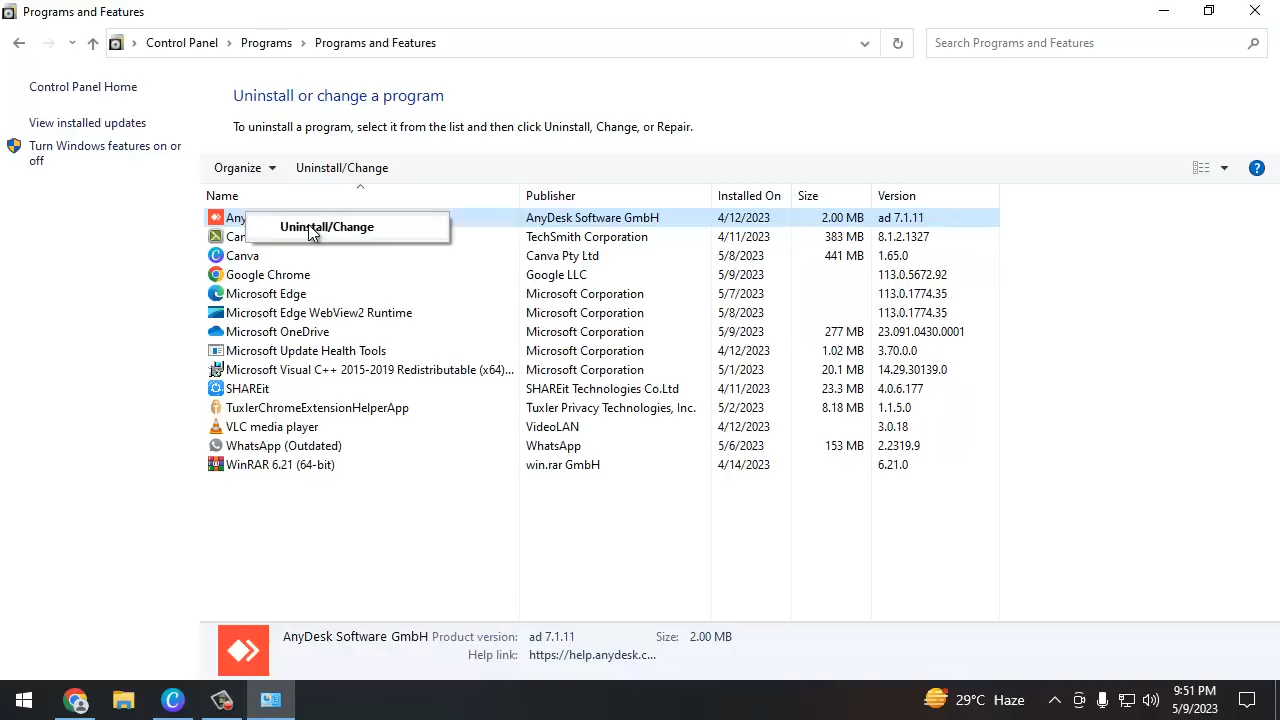 Programs and Features
Control Panel > Programs > Programs and Features
Search Programs and Features
Control Panel Home
View installed updates
Turn Windows features on or
off
Uninstall or change a program
To uninstall a program, select it from the list and then click Uninstall, Change, or Repair.
Organize Uninstall/Change
Name Publisher Installed On Size Version
Any AnyDesk Software GmbH 4/12/2023 2.00 MB ad 7.1.11
Uninstall/Change
Cam TechSmith Corporation 4/11/2023 383 MB 8.1.2.1327
Canva Canva Pty Ltd 5/8/2023 441 MB 1.65.0
Google Chrome Google LLC 5/9/2023 113.0.5672.92
Microsoft Edge Microsoft Corporation 5/7/2023 113.0.1774.35
Microsoft Edge WebView2 Runtime Microsoft Corporation 5/8/2023 113.0.1774.35
Microsoft OneDrive Microsoft Corporation 5/9/2023 277 MB 23.091.0430.0001
Microsoft Update Health Tools Microsoft Corporation 4/12/2023 1.02 MB 3.70.0.0
Microsoft Visual C++ 2015-2019 Redistributable (x64)... Microsoft Corporation 5/1/2023 20.1 MB 14.29.30139.0
SHAREit SHAREit Technologies Co.Ltd 4/11/2023 23.3 MB 4.0.6.177
TuxlerChromeExtensionHelperApp Tuxler Privacy Technologies, Inc. 5/2/2023 8.18 MB 1.1.5.0
VLC media player VideoLAN 4/12/2023 3.0.18
WhatsApp (Outdated) WhatsApp 5/6/2023 153 MB 2.2319.9
WinRAR 6.21 (64-bit) win.rar GmbH 4/14/2023 6.21.0
AnyDesk Software GmbH Product version: ad 7.1.11 Size: 2.00 MB
Help link: https://help.anydesk.c...
29°C Haze
9:51 PM
5/9/2023